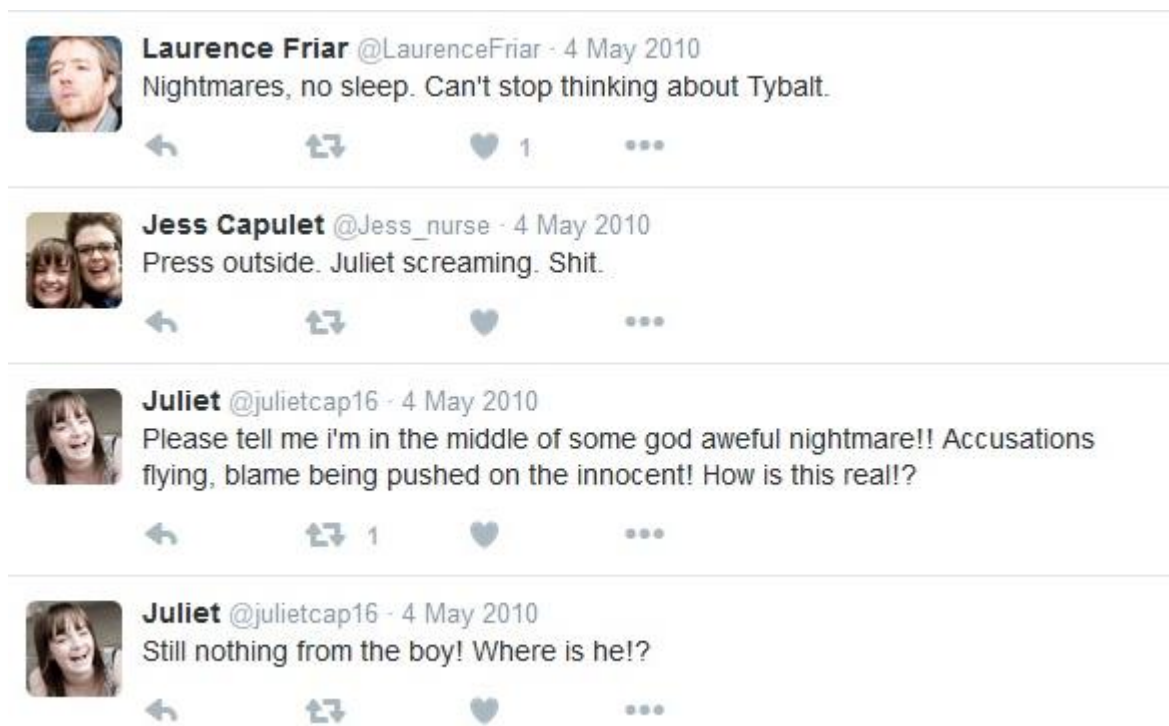 Laurence Friar @LaurenceFriar · 4 May 2010
Nightmares, no sleep. Can't stop thinking about Tybalt.
1
Jess Capulet @Jess_nurse · 4 May 2010
Press outside. Juliet screaming. Shit.
Juliet @julietcap16 · 4 May 2010
Please tell me i'm in the middle of some god aweful nightmare!! Accusations
flying, blame being pushed on the innocent! How is this real!?
1
Juliet @julietcap16 · 4 May 2010
Still nothing from the boy! Where is he!?